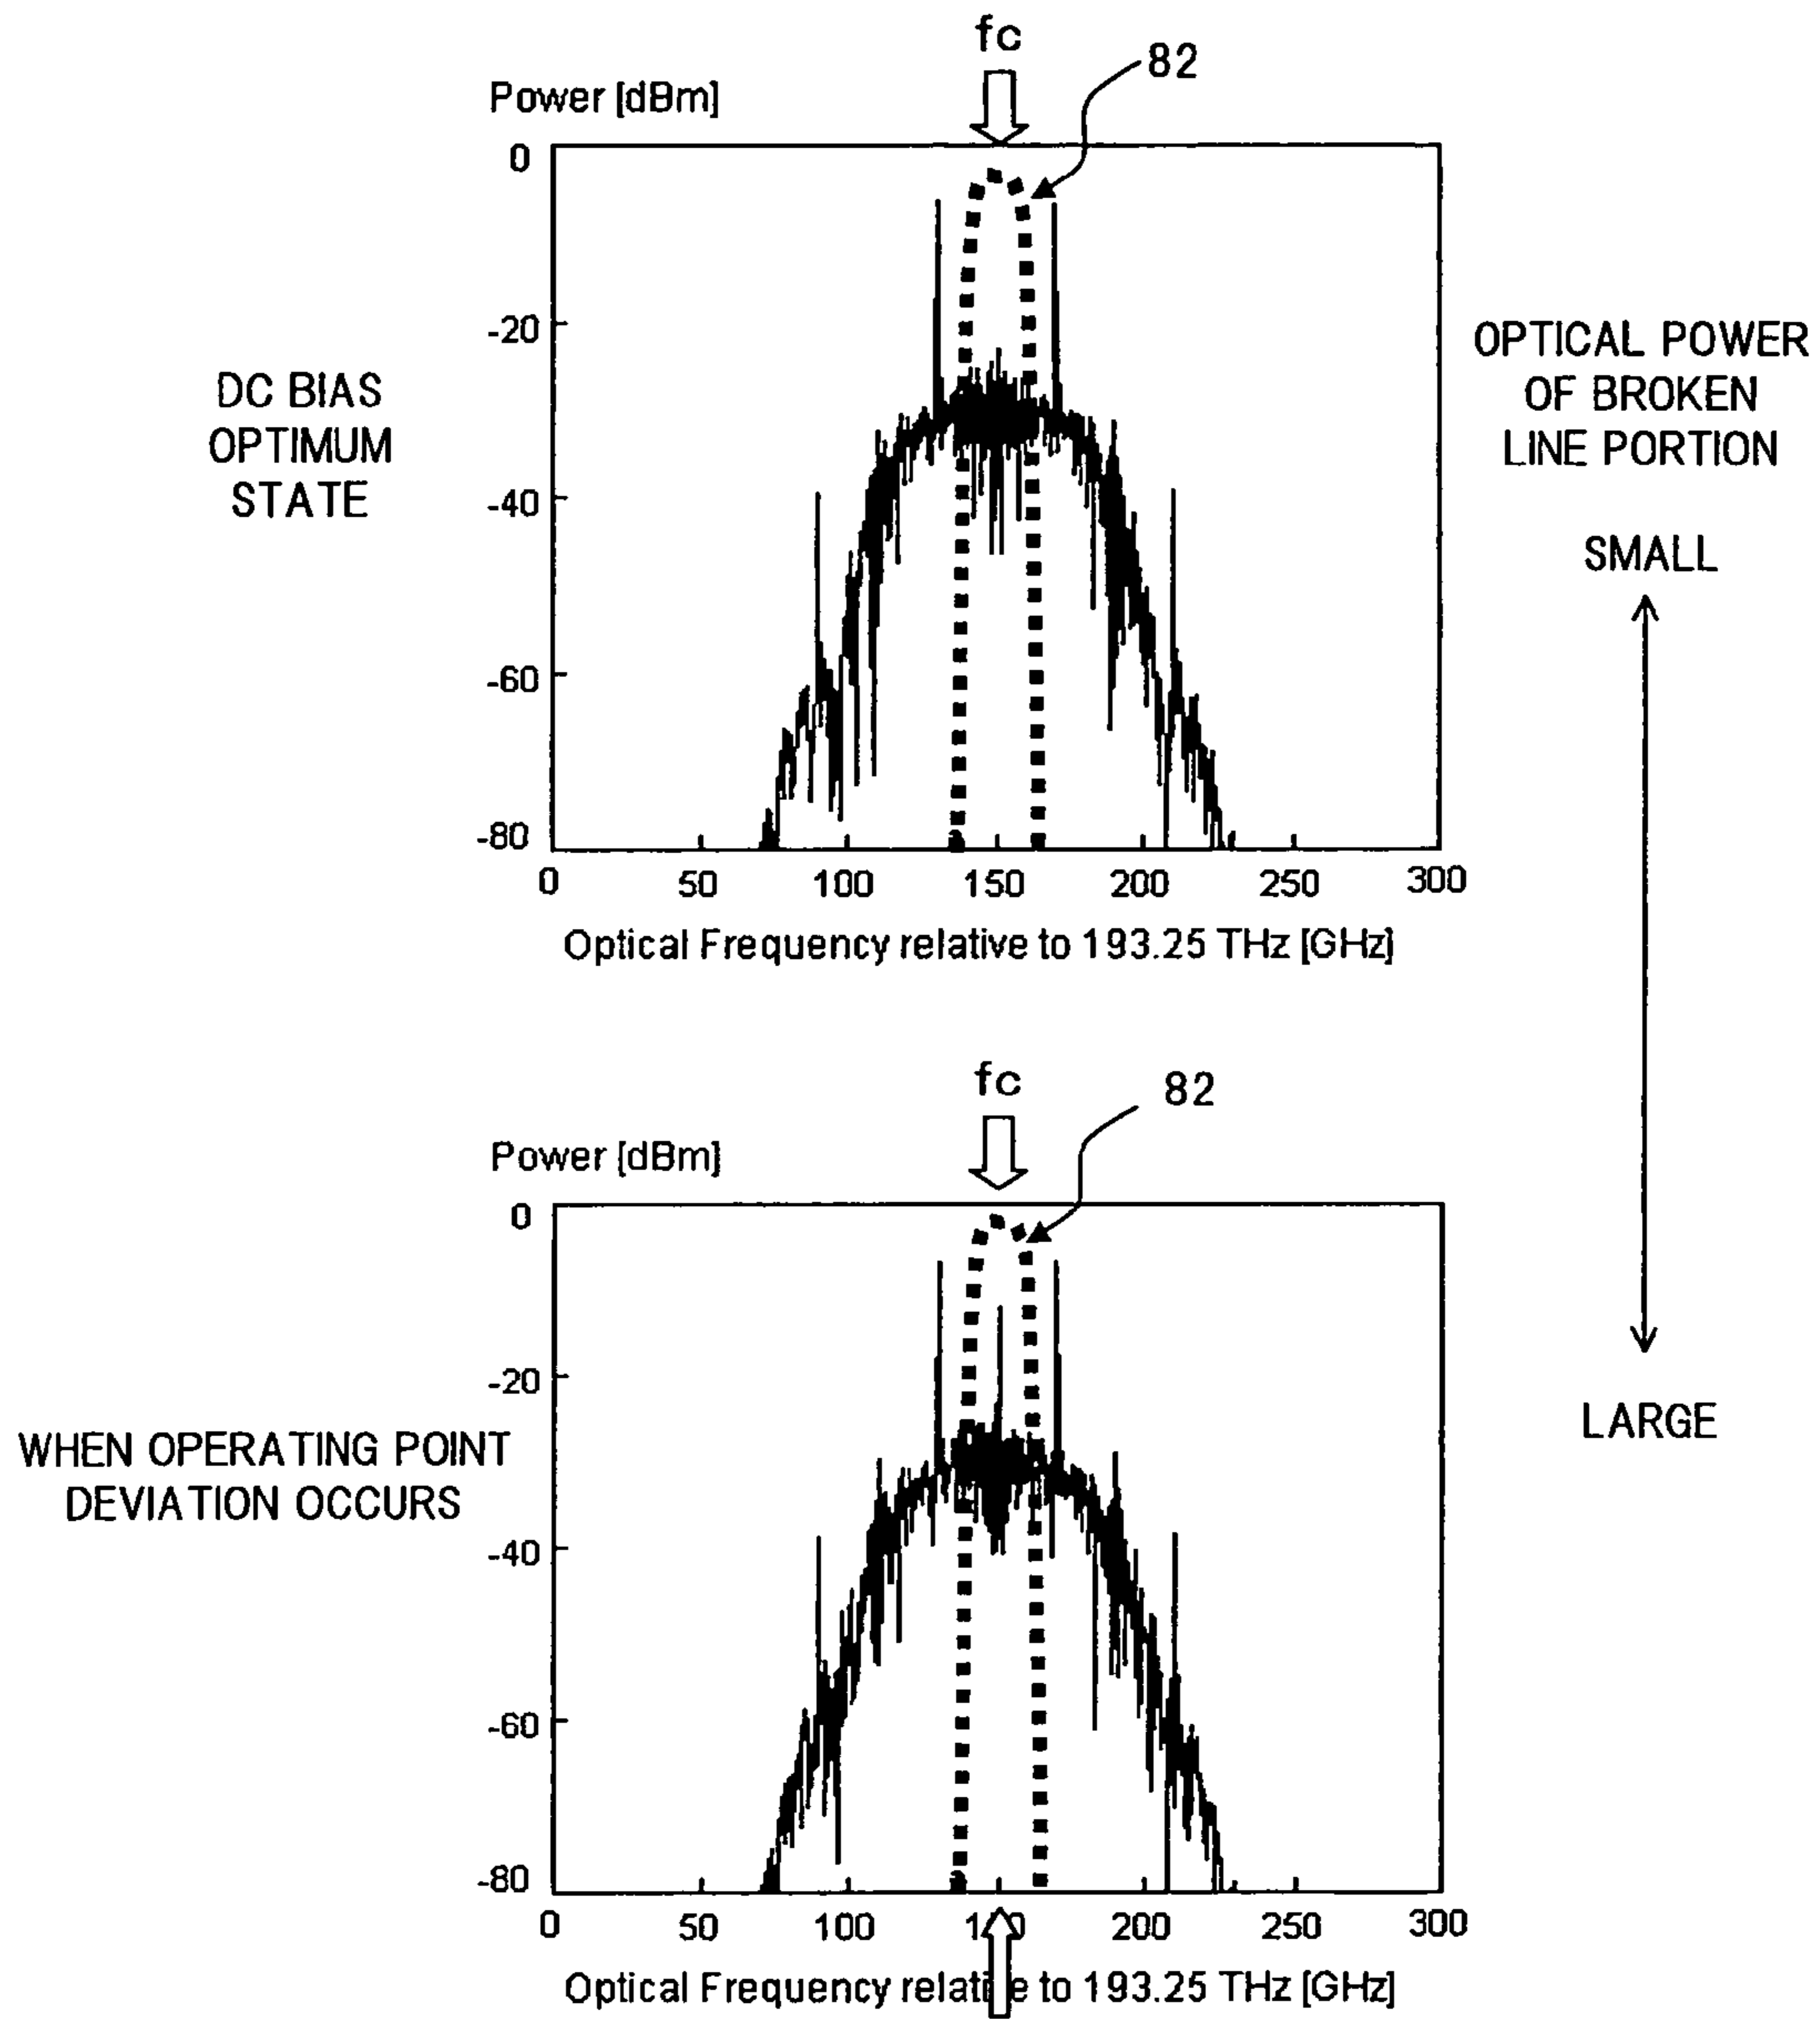 fc
82
Power [dBm]
0
-20
-40
-60
-80
0 50 100 150 200 250 300
Optical Frequency relative to 193.25 THz [GHz]
DC BIAS
OPTIMUM
STATE
OPTICAL POWER
OF BROKEN
LINE PORTION
SMALL
LARGE
fc
82
Power [dBm]
0
-20
-40
-60
-80
0 50 100 200 250 300
Optical Frequency relative to 193.25 THz [GHz]
WHEN OPERATING POINT
DEVIATION OCCURS